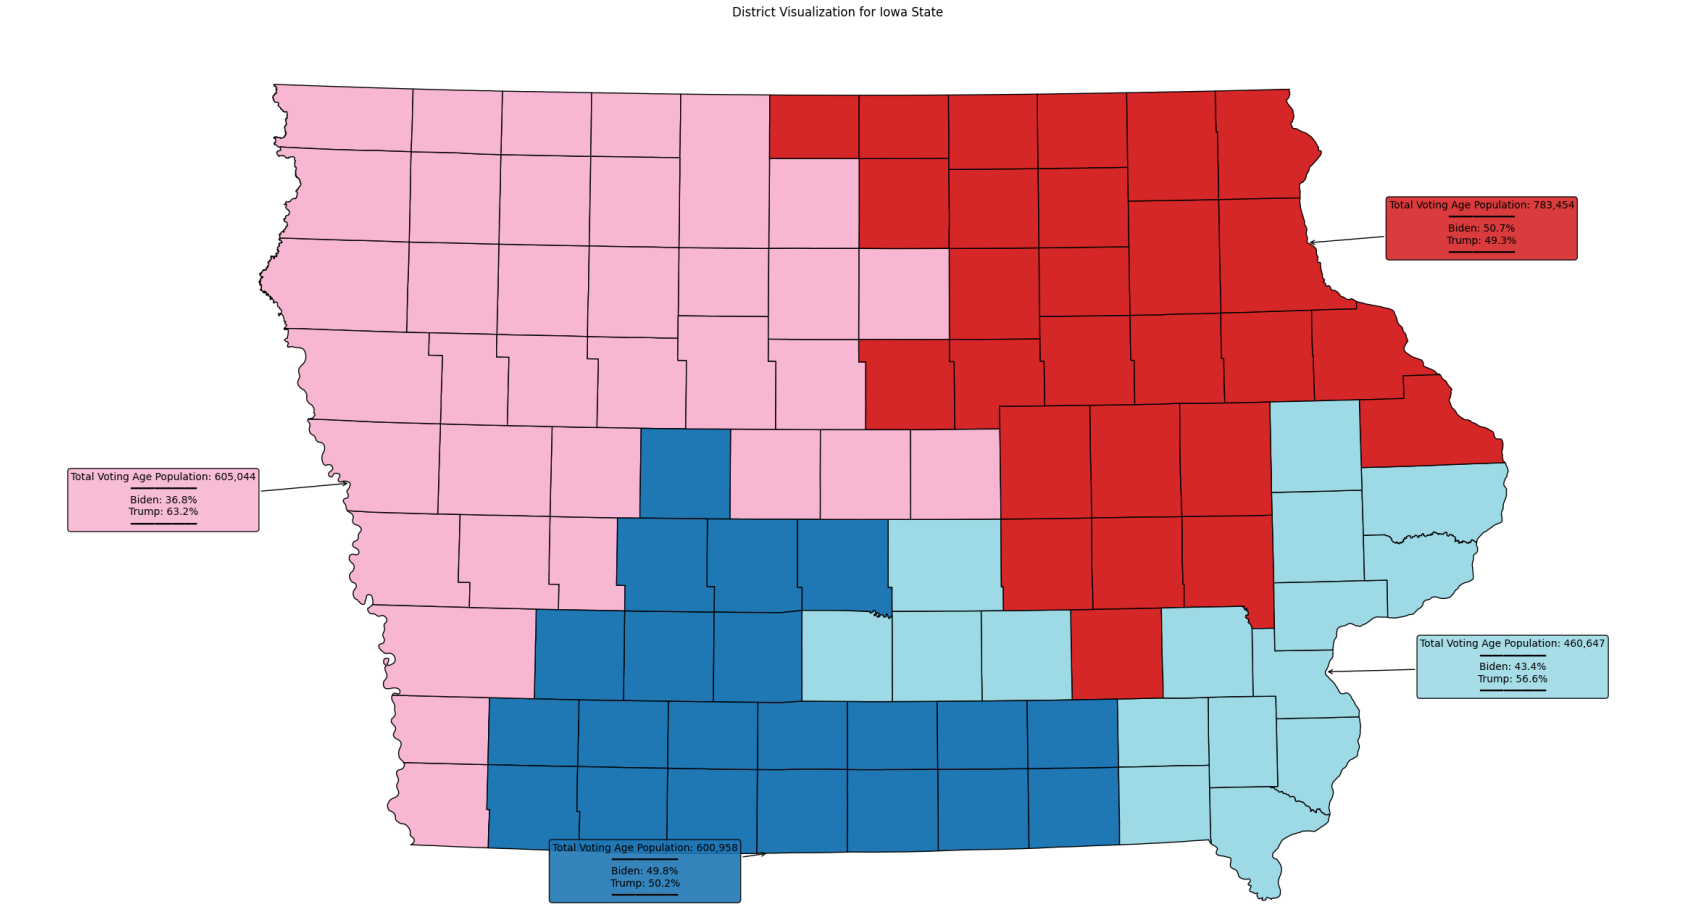 District Visualization for Iowa State
Total Voting Age Population: 783,454
Biden: 50.7%
Trump: 49.3%
Total Voting Age Population: 605,044
Biden: 36.8%
Trump: 63.2%
Total Voting Age Population: 460,647
Biden: 43.4%
Trump: 56.6%
Total Voting Age Population: 600,958
Biden: 49.8%
Trump: 50.2%